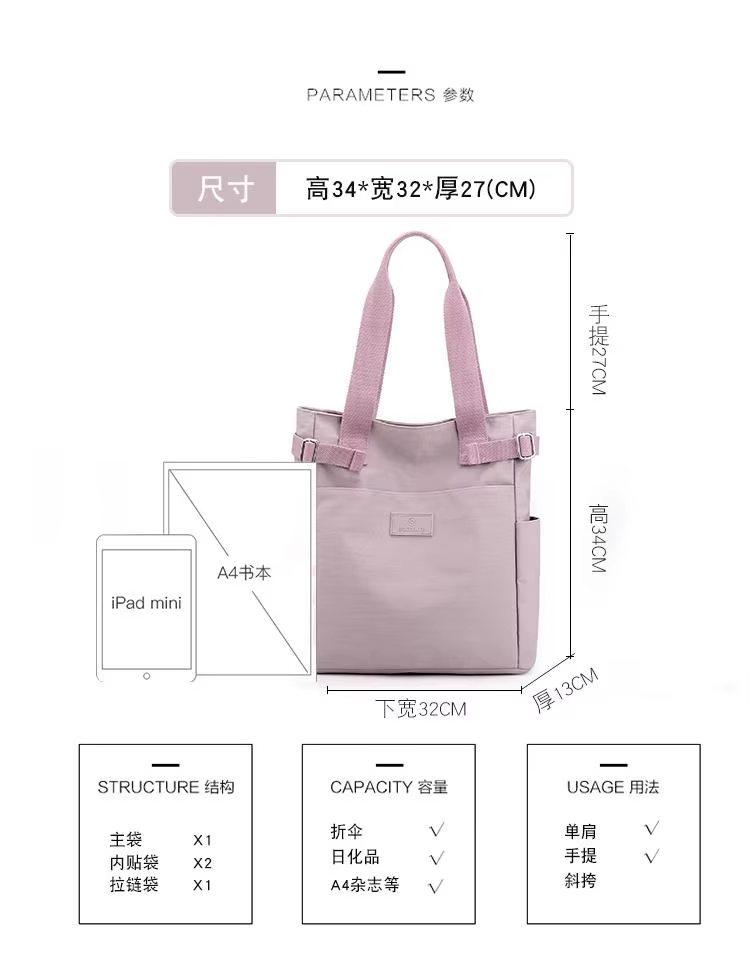 PARAMETERS 参数
尺寸 高34*宽32*厚27(CM)
手提27CM
A4书本
iPad mini
高34CM
厚13CM
下宽32CM
STRUCTURE 结构
主袋 X1
内贴袋 X2
拉链袋 X1
CAPACITY 容量
折伞 √
日化品 √
A4杂志等 √
USAGE 用法
单肩 √
手提 √
斜挎